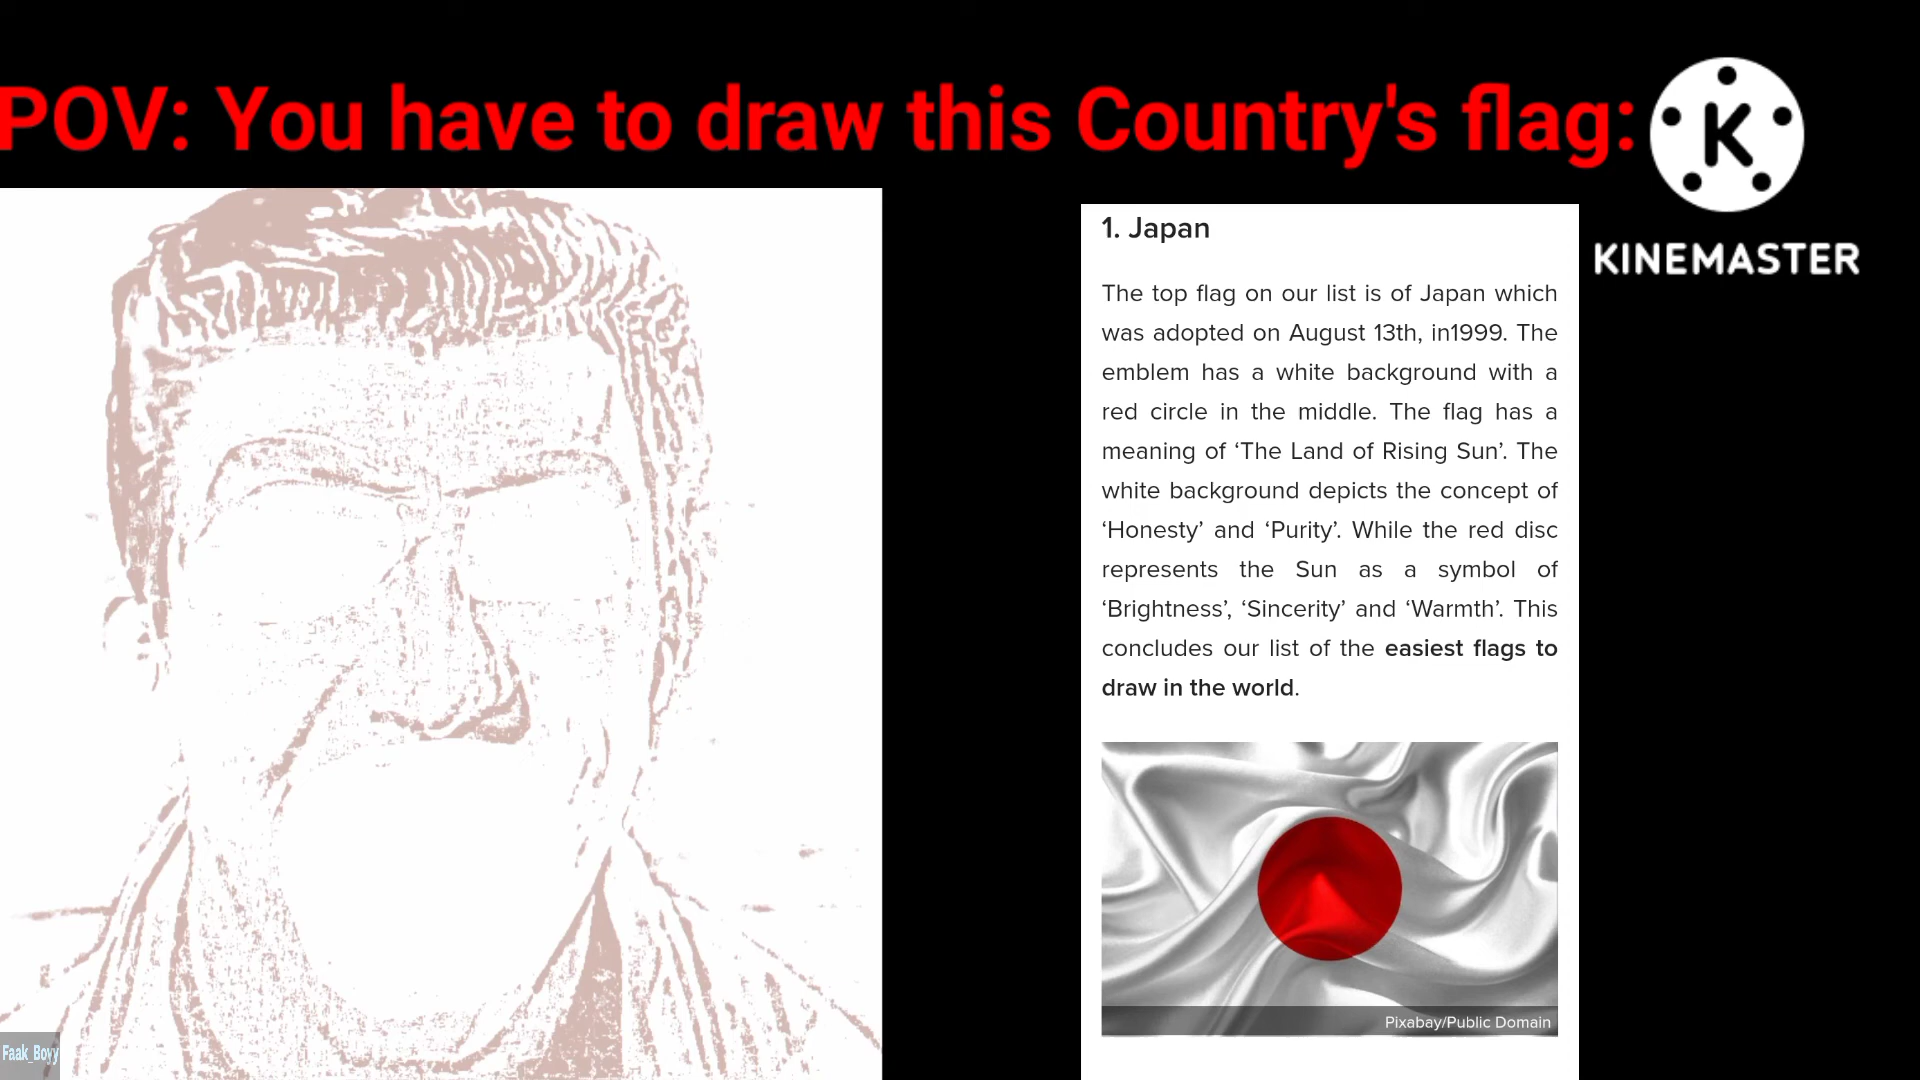 POV: You have to draw this Country's flag:
K
KINEMASTER
1. Japan
The top flag on our list is of Japan which
was adopted on August 13th, in1999. The
emblem has a white background with a
red circle in the middle. The flag has a
meaning of ‘The Land of Rising Sun’. The
white background depicts the concept of
‘Honesty’ and ‘Purity’. While the red disc
represents the Sun as a symbol of
‘Brightness’, ‘Sincerity’ and ‘Warmth’. This
concludes our list of the easiest flags to
draw in the world.
Pixabay/Public Domain
Faak_Boyy